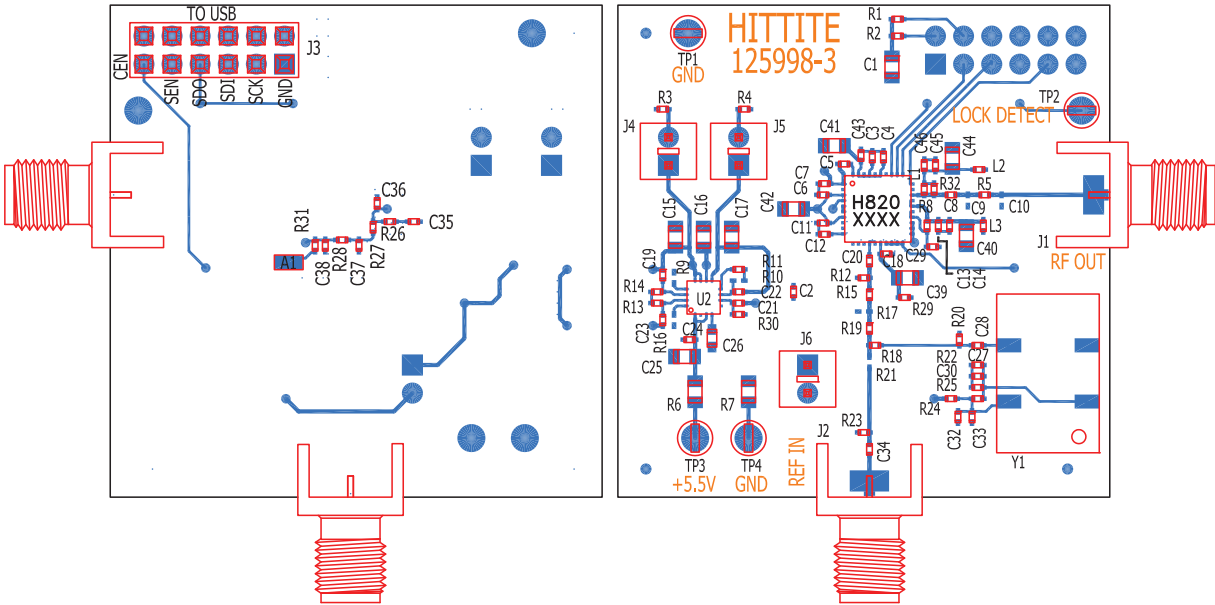 TO USB
J3
CEN
SEN
SDO
SDI
SCK
GND
C36
C35
R26
R31
C38
R28
C37
R27
A1
HITTITE
125998-3
TP1
GND
R1
R2
C1
TP2
LOCK DETECT
R3
R4
J4
J5
C41
C43
C3
C4
C46
C45
C44
L2
C5
C7
C6
C42
L1
H820
XXXX
R32
R5
R8
C8
C9
C10
L3
C40
J1
RF OUT
C11
C12
C15
C16
C17
C20
C18
C29
C13
C14
C19
R9
R11
R10
R12
R15
C39
R29
R14
R13
U2
C22
C21
R30
C2
R17
C23
R16
C24
C26
C25
R19
R18
R20
C28
R22
C27
C30
R25
R24
C32
C33
J6
R21
R6
R7
R23
J2
C34
Y1
TP3
TP4
+5.5V
GND
REF IN